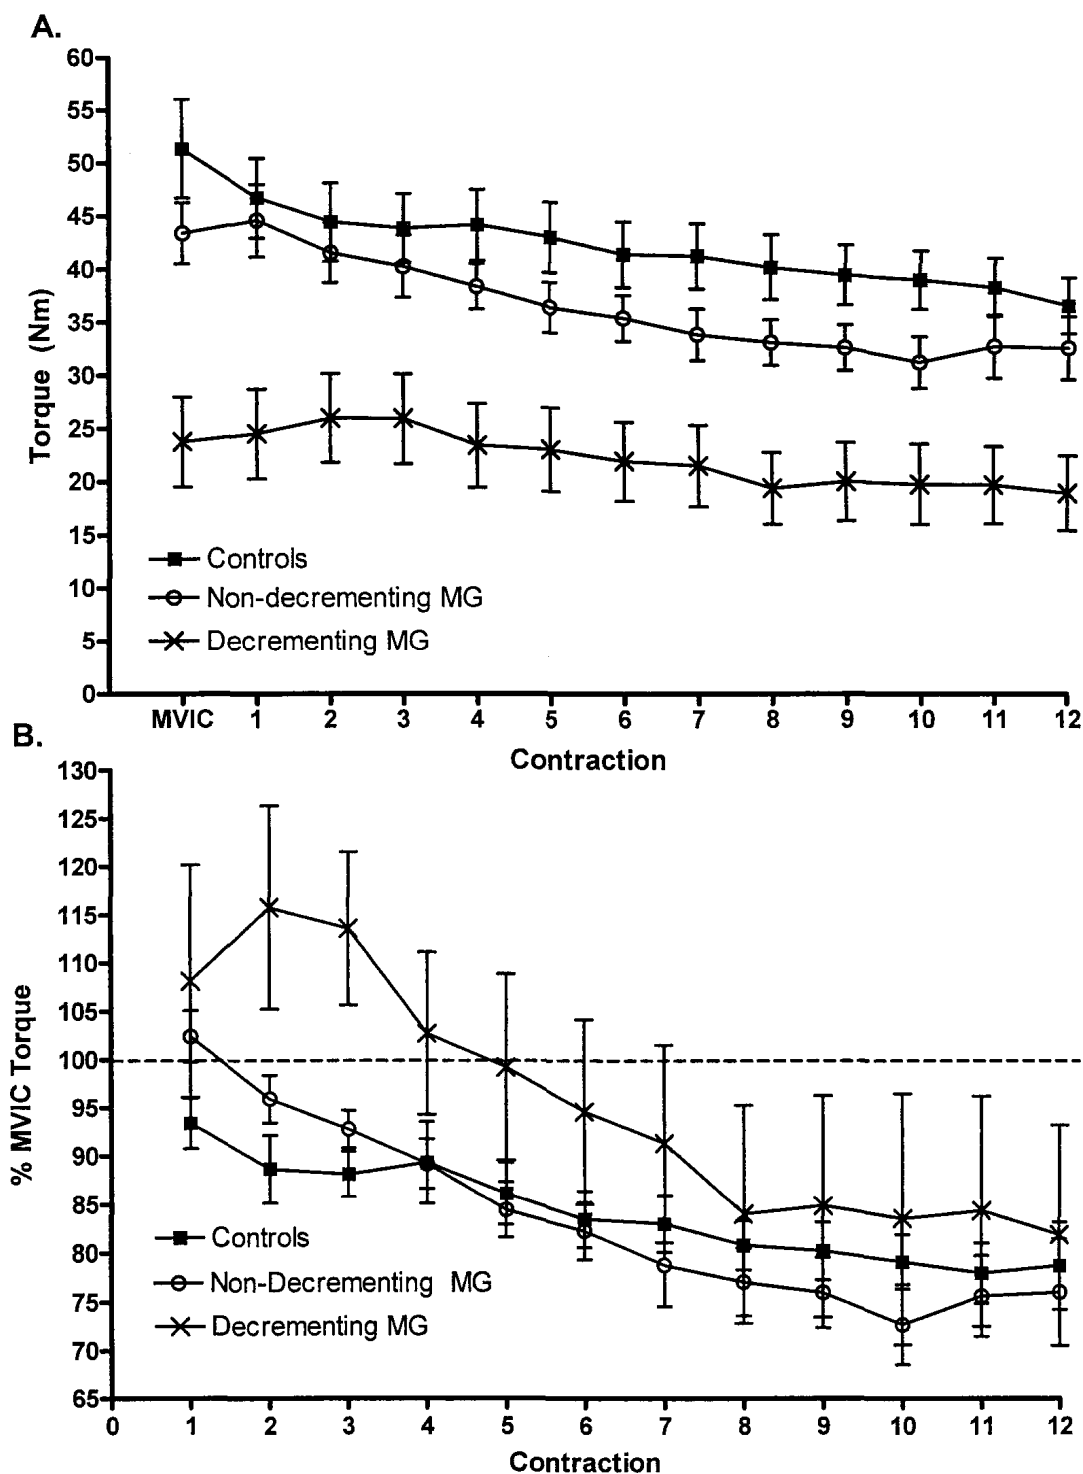 A.
60
55
50
45
40
35
30
25
20
15
10
5
0
Torque (Nm)
Controls
Non-decrementing MG
Decrementing MG
MVIC 1 2 3 4 5 6 7 8 9 10 11 12
Contraction
B.
130
125
120
115
110
105
100
95
90
85
80
75
70
65
% MVIC Torque
Controls
Non-Decrementing MG
Decrementing MG
0 1 2 3 4 5 6 7 8 9 10 11 12
Contraction